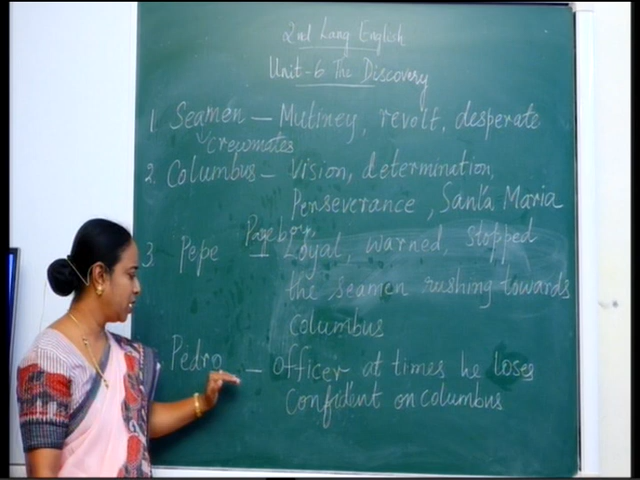 2nd Lang English
Unit-6 The Discovery
1. Seamen — Mutiney, revolt, desperate
crewmates
2. Columbus — Vision, determination,
Perseverance, Santa Maria
Page boy,
3. Pepe — Loyal, warned, stopped
the seamen rushing towards
columbus
Pedro — Officer at times he loses
Confident on columbus